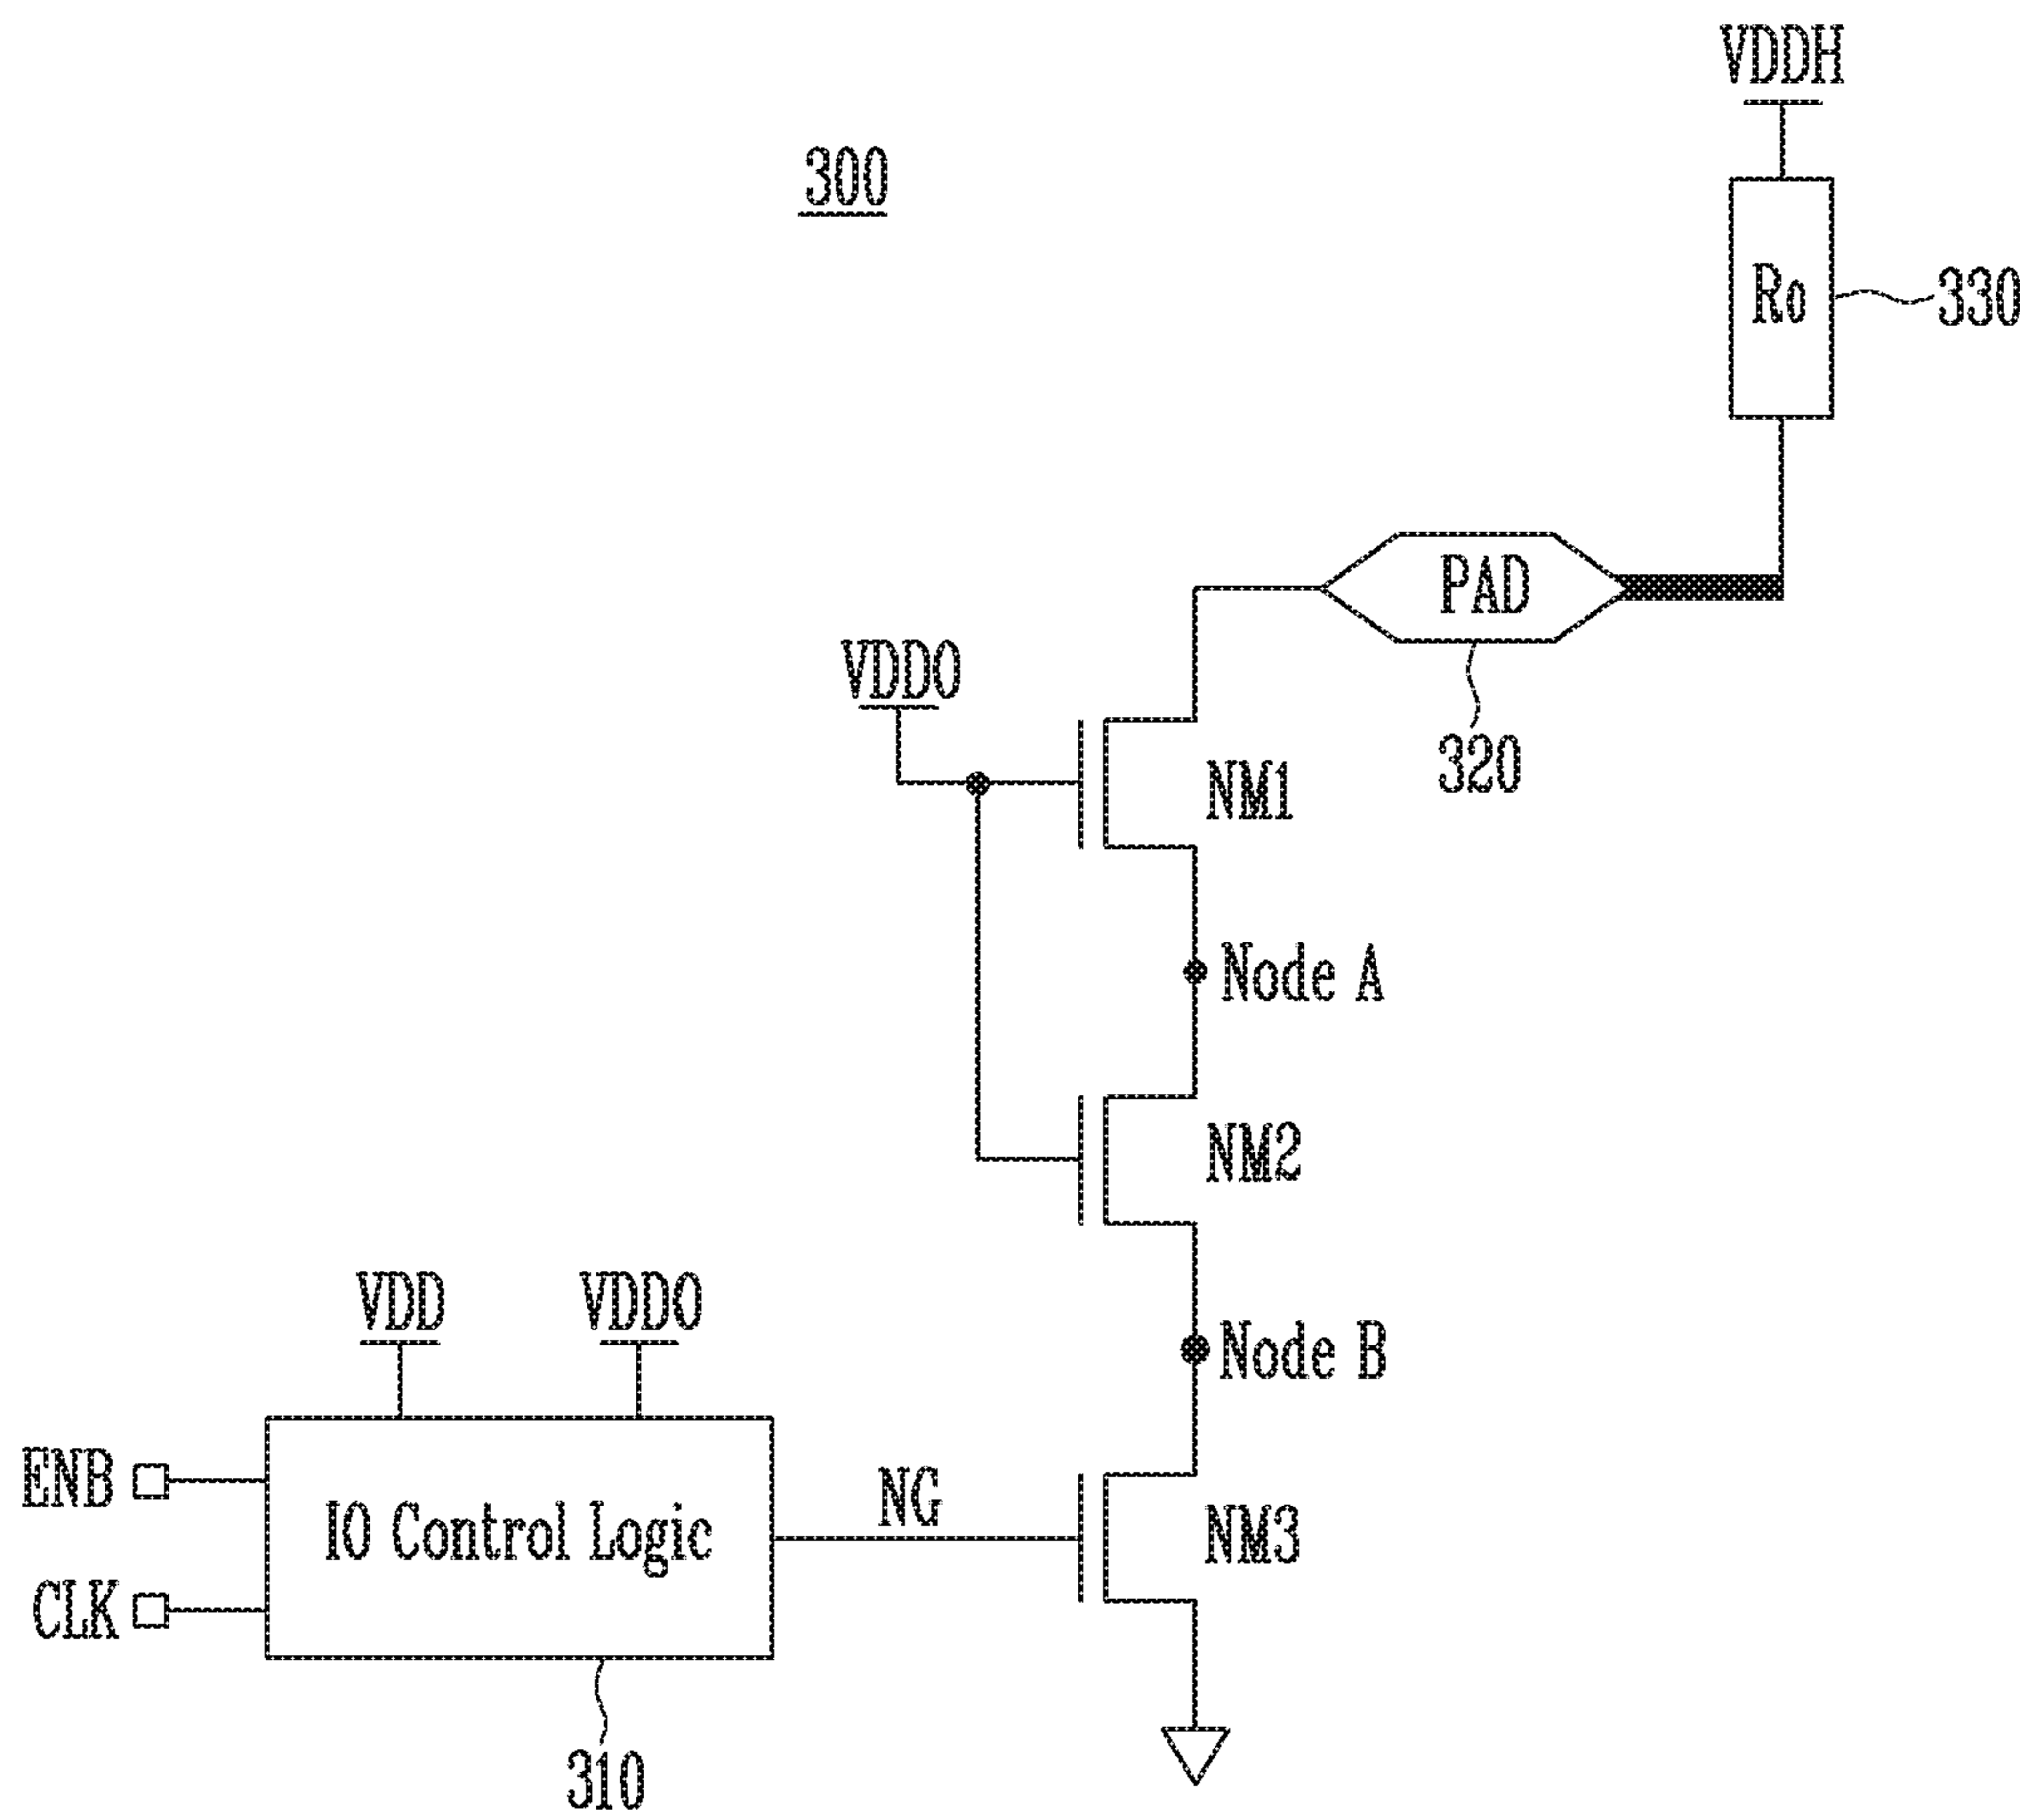 VDDH
300
R0
330
PAD
VDDO
320
NM1
Node A
NM2
VDD
VDDO
Node B
ENB
NG
IO Control Logic
NM3
CLK
310